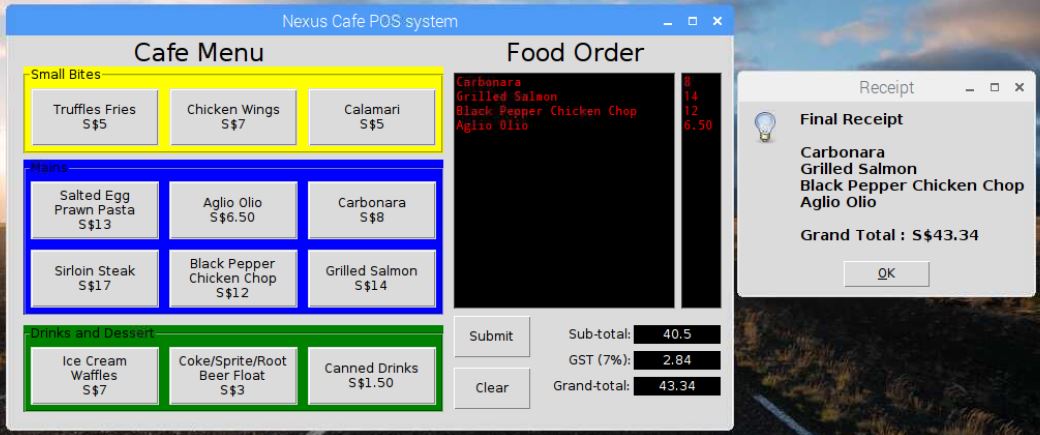 Nexus Cafe POS system
Cafe Menu
Small Bites
Truffles Fries
S$5
Chicken Wings
S$7
Calamari
S$5
Mains
Salted Egg
Prawn Pasta
S$13
Aglio Olio
S$6.50
Carbonara
S$8
Sirloin Steak
S$17
Black Pepper
Chicken Chop
S$12
Grilled Salmon
S$14
Drinks and Dessert
Ice Cream
Waffles
S$7
Coke/Sprite/Root
Beer Float
S$3
Canned Drinks
S$1.50
Food Order
Carbonara 8
Grilled Salmon 14
Black Pepper Chicken Chop 12
Aglio Olio 6.50
Submit
Clear
Sub-total: 40.5
GST (7%): 2.84
Grand-total: 43.34
Receipt
Final Receipt
Carbonara
Grilled Salmon
Black Pepper Chicken Chop
Aglio Olio
Grand Total : S$43.34
OK